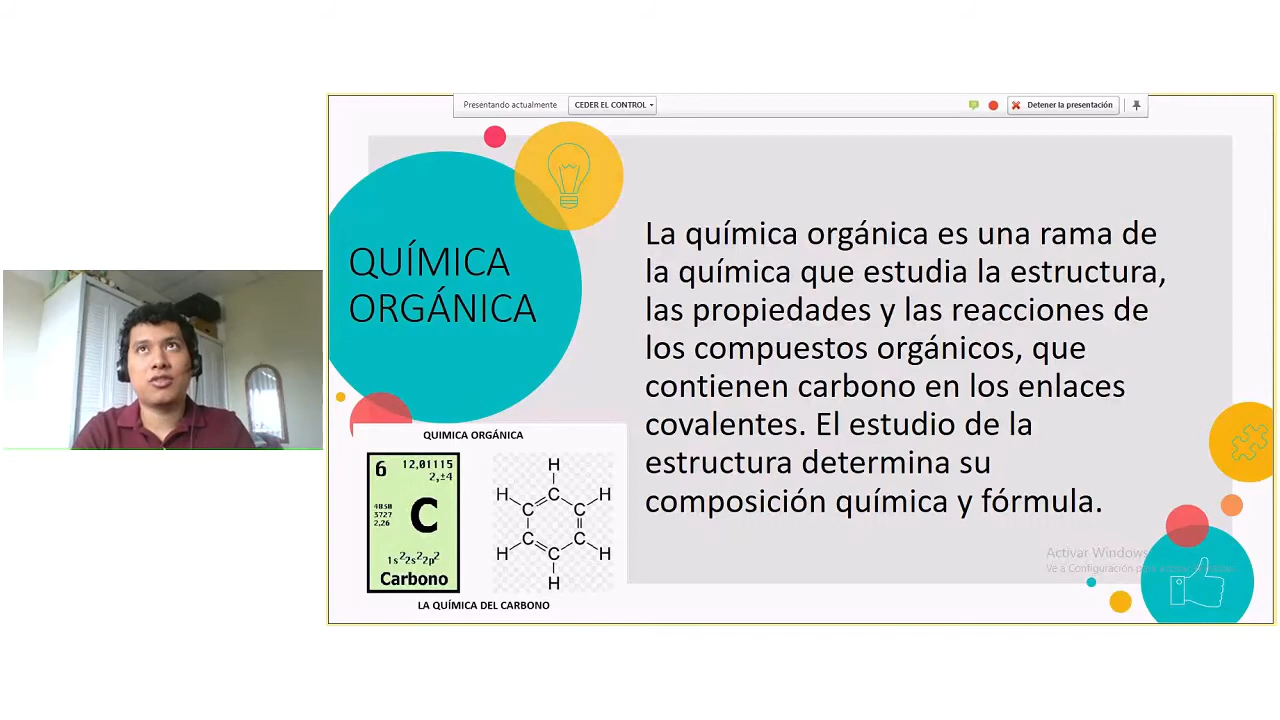 Presentando actualmente
CEDER EL CONTROL
Detener la presentación
QUÍMICA
ORGÁNICA
La química orgánica es una rama de
la química que estudia la estructura,
las propiedades y las reacciones de
los compuestos orgánicos, que
contienen carbono en los enlaces
covalentes. El estudio de la
estructura determina su
composición química y fórmula.
QUIMICA ORGÁNICA
6
12,01115
2,±4
4830
3727
2,26
C
1s²2s²2p²
Carbono
H
H C H
C C
C C
H C H
H
LA QUÍMICA DEL CARBONO
Activar Windows
Ve a Configuración